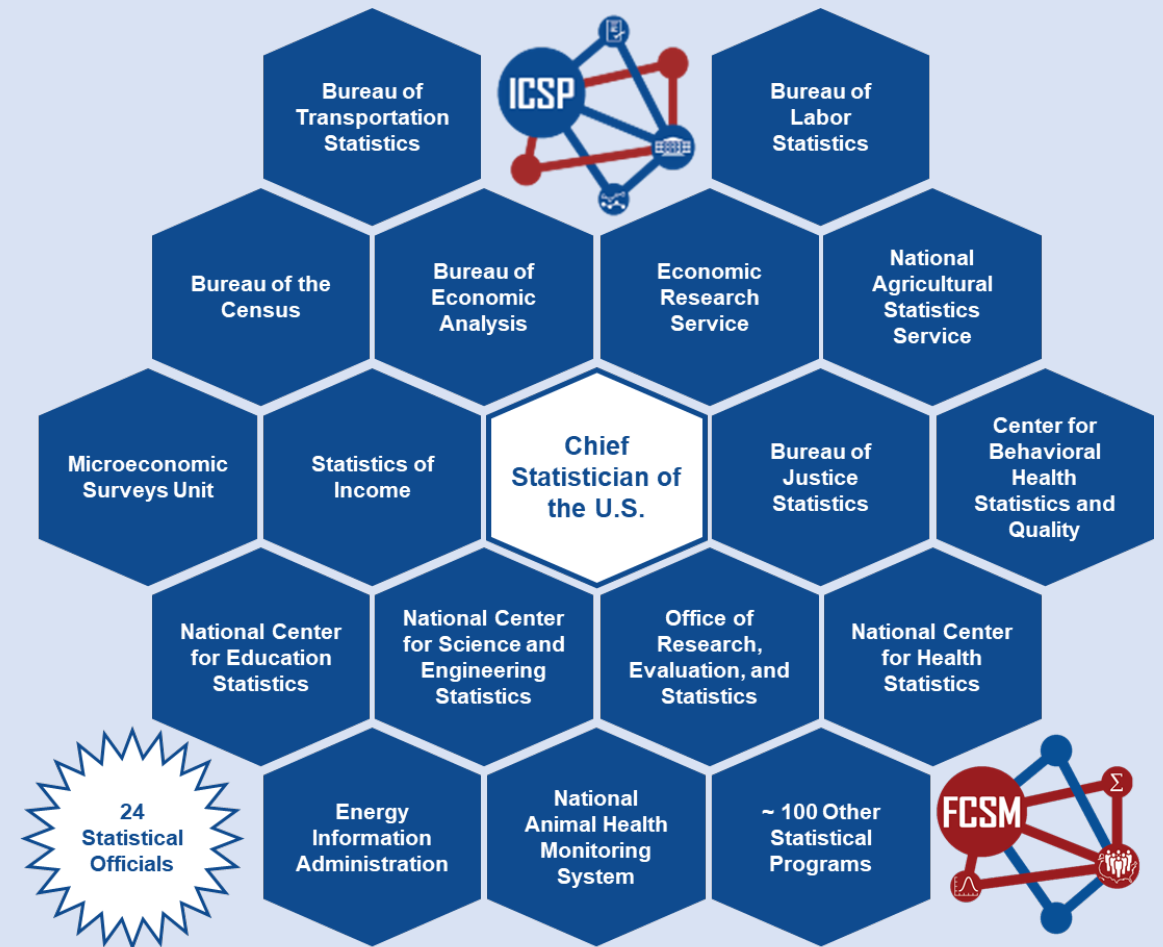 Bureau of
Transportation
Statistics
ICSP
Bureau of
Labor
Statistics
Bureau of the
Census
Bureau of
Economic
Analysis
Economic
Research
Service
National
Agricultural
Statistics
Service
Microeconomic
Surveys Unit
Statistics of
Income
Chief
Statistician of
the U.S.
Bureau of
Justice
Statistics
Center for
Behavioral
Health
Statistics and
Quality
National Center
for Education
Statistics
National Center
for Science and
Engineering
Statistics
Office of
Research,
Evaluation, and
Statistics
National Center
for Health
Statistics
24
Statistical
Officials
Energy
Information
Administration
National
Animal Health
Monitoring
System
~ 100 Other
Statistical
Programs
FCSM
Σ